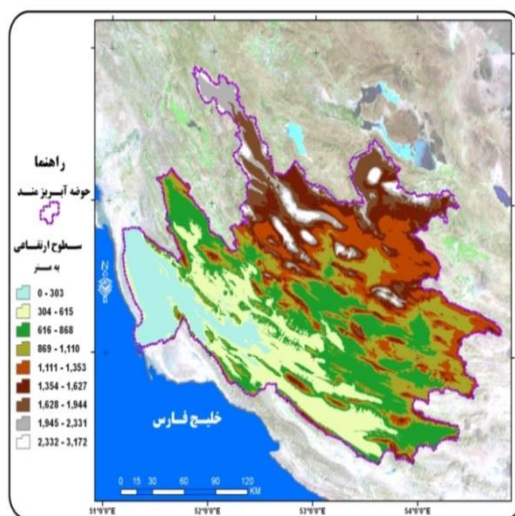 راهنما
حوضه آبریز مند
سطوح ارتفاعی
به متر
0 - 303
304 - 615
616 - 868
869 - 1,110
1,111 - 1,353
1,354 - 1,627
1,628 - 1,944
1,945 - 2,331
2,332 - 3,172
N
خلیج فارس
0 15 30 60 90 120
KM
51°0'0"E 52°0'0"E 53°0'0"E 54°0'0"E